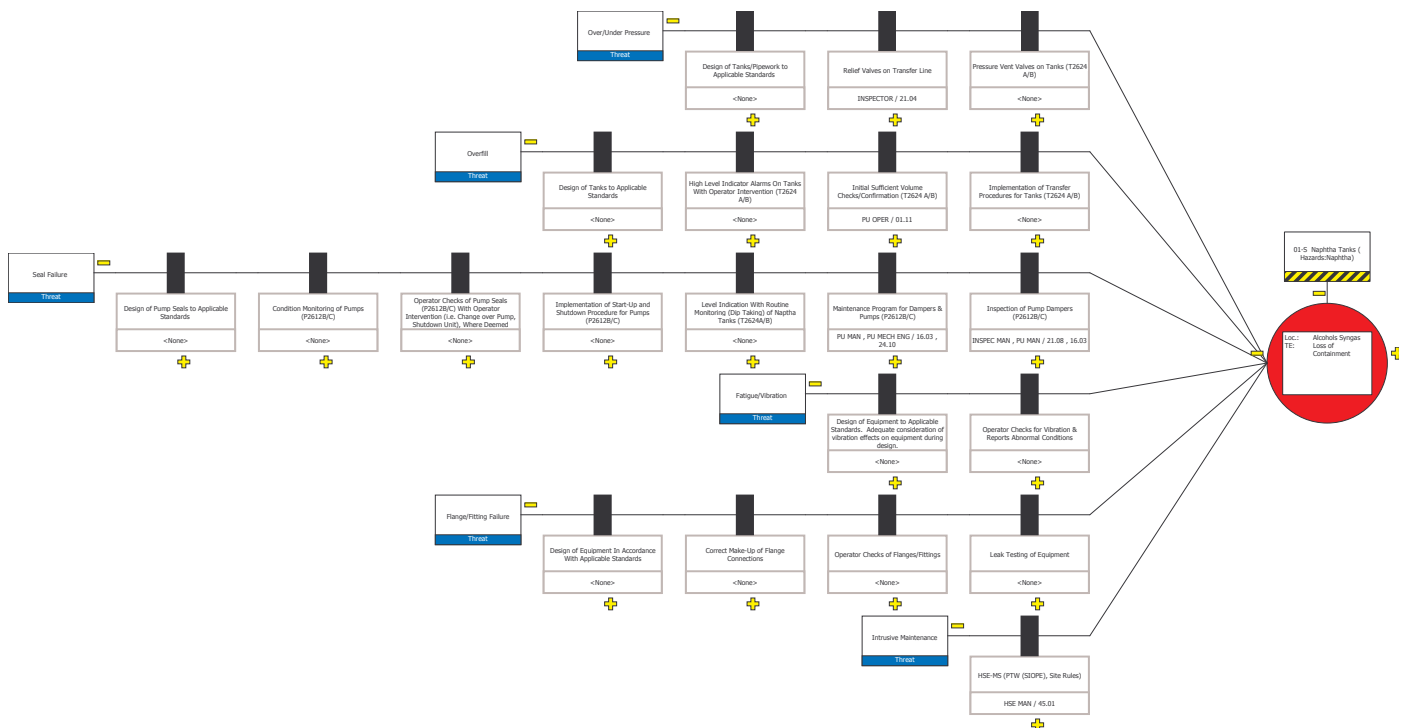 Over/Under Pressure
Threat
Design of Tanks/Pipework to
Applicable Standards
<None>
Relief Valves on Transfer Line
INSPECTOR / 21.04
Pressure Vent Valves on Tanks (T2624
A/B)
<None>
Overfill
Threat
Design of Tanks to Applicable
Standards
<None>
High Level Indicator Alarms On Tanks
With Operator Intervention (T2624
A/B)
<None>
Initial Sufficient Volume
Checks/Confirmation (T2624 A/B)
PU OPER / 01.11
Implementation of Transfer
Procedures for Tanks (T2624 A/B)
<None>
Seal Failure
Threat
Design of Pump Seals to Applicable
Standards
<None>
Condition Monitoring of Pumps
(P2612B/C)
<None>
Operator Checks of Pump Seals
(P2612B/C) With Operator
Intervention (i.e. Change over Pump,
Shutdown Unit), Where Deemed
<None>
Implementation of Start-Up and
Shutdown Procedure for Pumps
(P2612B/C)
<None>
Level Indication With Routine
Monitoring (Dip Taking) of Naptha
Tanks (T2624A/B)
<None>
Maintenance Program for Dampers &
Pumps (P2612B/C)
PU MAN , PU MECH ENG / 16.03 ,
24.10
Inspection of Pump Dampers
(P2612B/C)
INSPEC MAN , PU MAN / 21.08 , 16.03
Fatigue/Vibration
Threat
Design of Equipment to Applicable
Standards. Adequate consideration of
vibration effects on equipment during
design.
<None>
Operator Checks for Vibration &
Reports Abnormal Conditions
<None>
Flange/Fitting Failure
Threat
Design of Equipment In Accordance
With Applicable Standards
<None>
Correct Make-Up of Flange
Connections
<None>
Operator Checks of Flanges/Fittings
<None>
Leak Testing of Equipment
<None>
Intrusive Maintenance
Threat
HSE-MS (PTW (SIOPE), Site Rules)
HSE MAN / 45.01
01-5 Naphtha Tanks (
Hazards:Naphtha)
Loc.: Alcohols Syngas
TE: Loss of
Containment